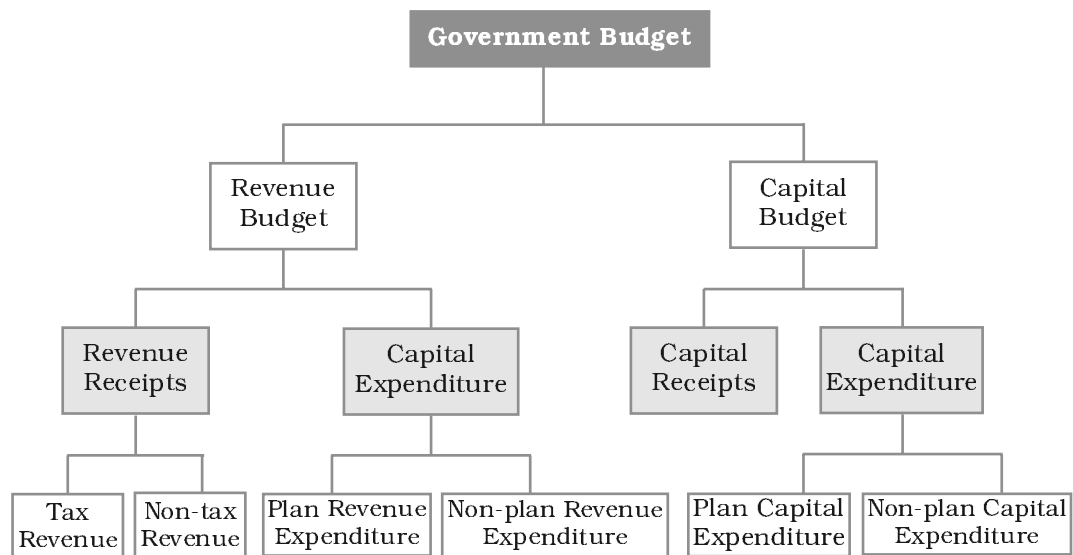 Government Budget
Revenue
Budget
Capital
Budget
Revenue
Receipts
Capital
Expenditure
Capital
Receipts
Capital
Expenditure
Tax
Revenue
Non-tax
Revenue
Plan Revenue
Expenditure
Non-plan Revenue
Expenditure
Plan Capital
Expenditure
Non-plan Capital
Expenditure